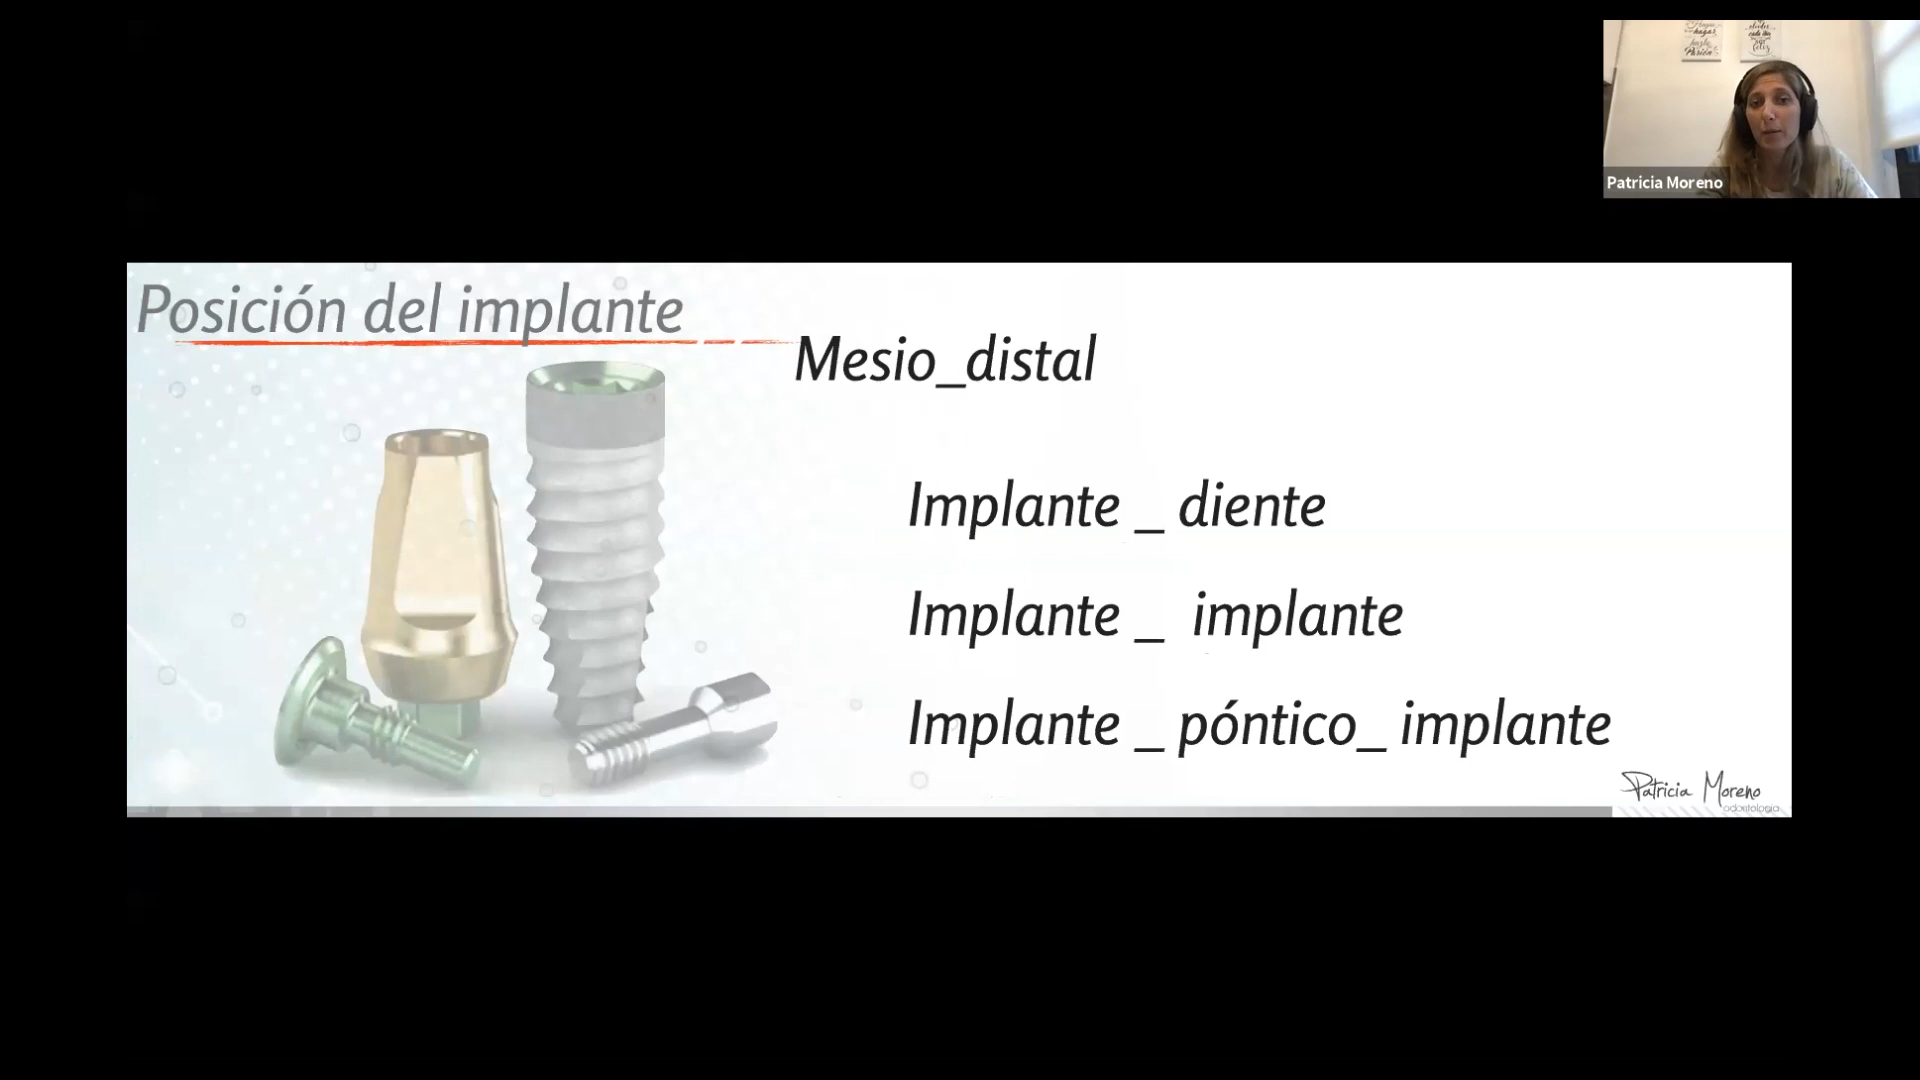 Patricia Moreno
Posición del implante
Mesio_distal
Implante _ diente
Implante _ implante
Implante _ póntico_ implante
Patricia Moreno
odontología